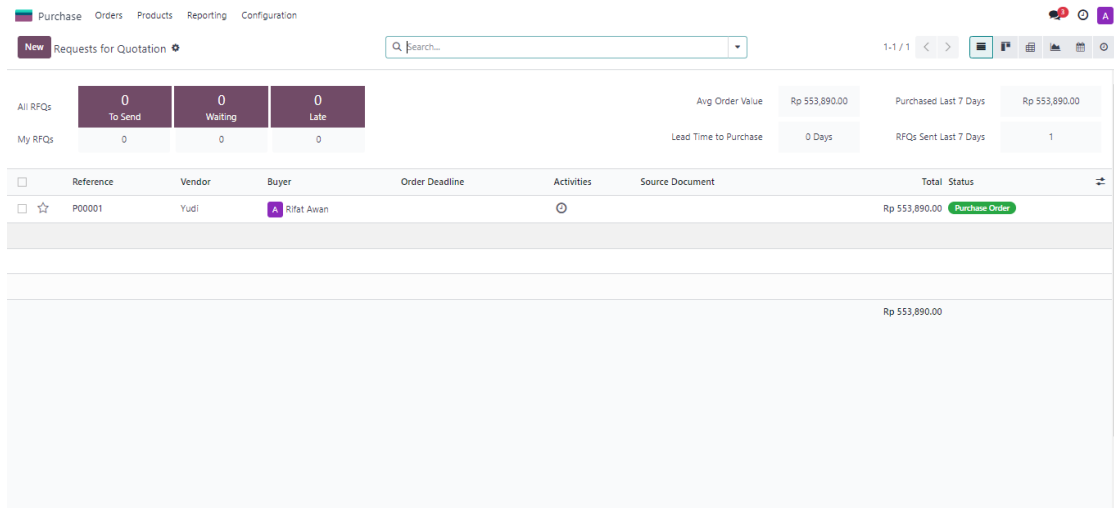 Purchase Orders Products Reporting Configuration 3 A
New Requests for Quotation Search... 1-1 / 1
All RFQs 0 To Send 0 Waiting 0 Late
Avg Order Value Rp 553,890.00 Purchased Last 7 Days Rp 553,890.00
My RFQs 0 0 0
Lead Time to Purchase 0 Days RFQs Sent Last 7 Days 1
Reference Vendor Buyer Order Deadline Activities Source Document Total Status
P00001 Yudi A Rifat Awan Rp 553,890.00 Purchase Order
Rp 553,890.00